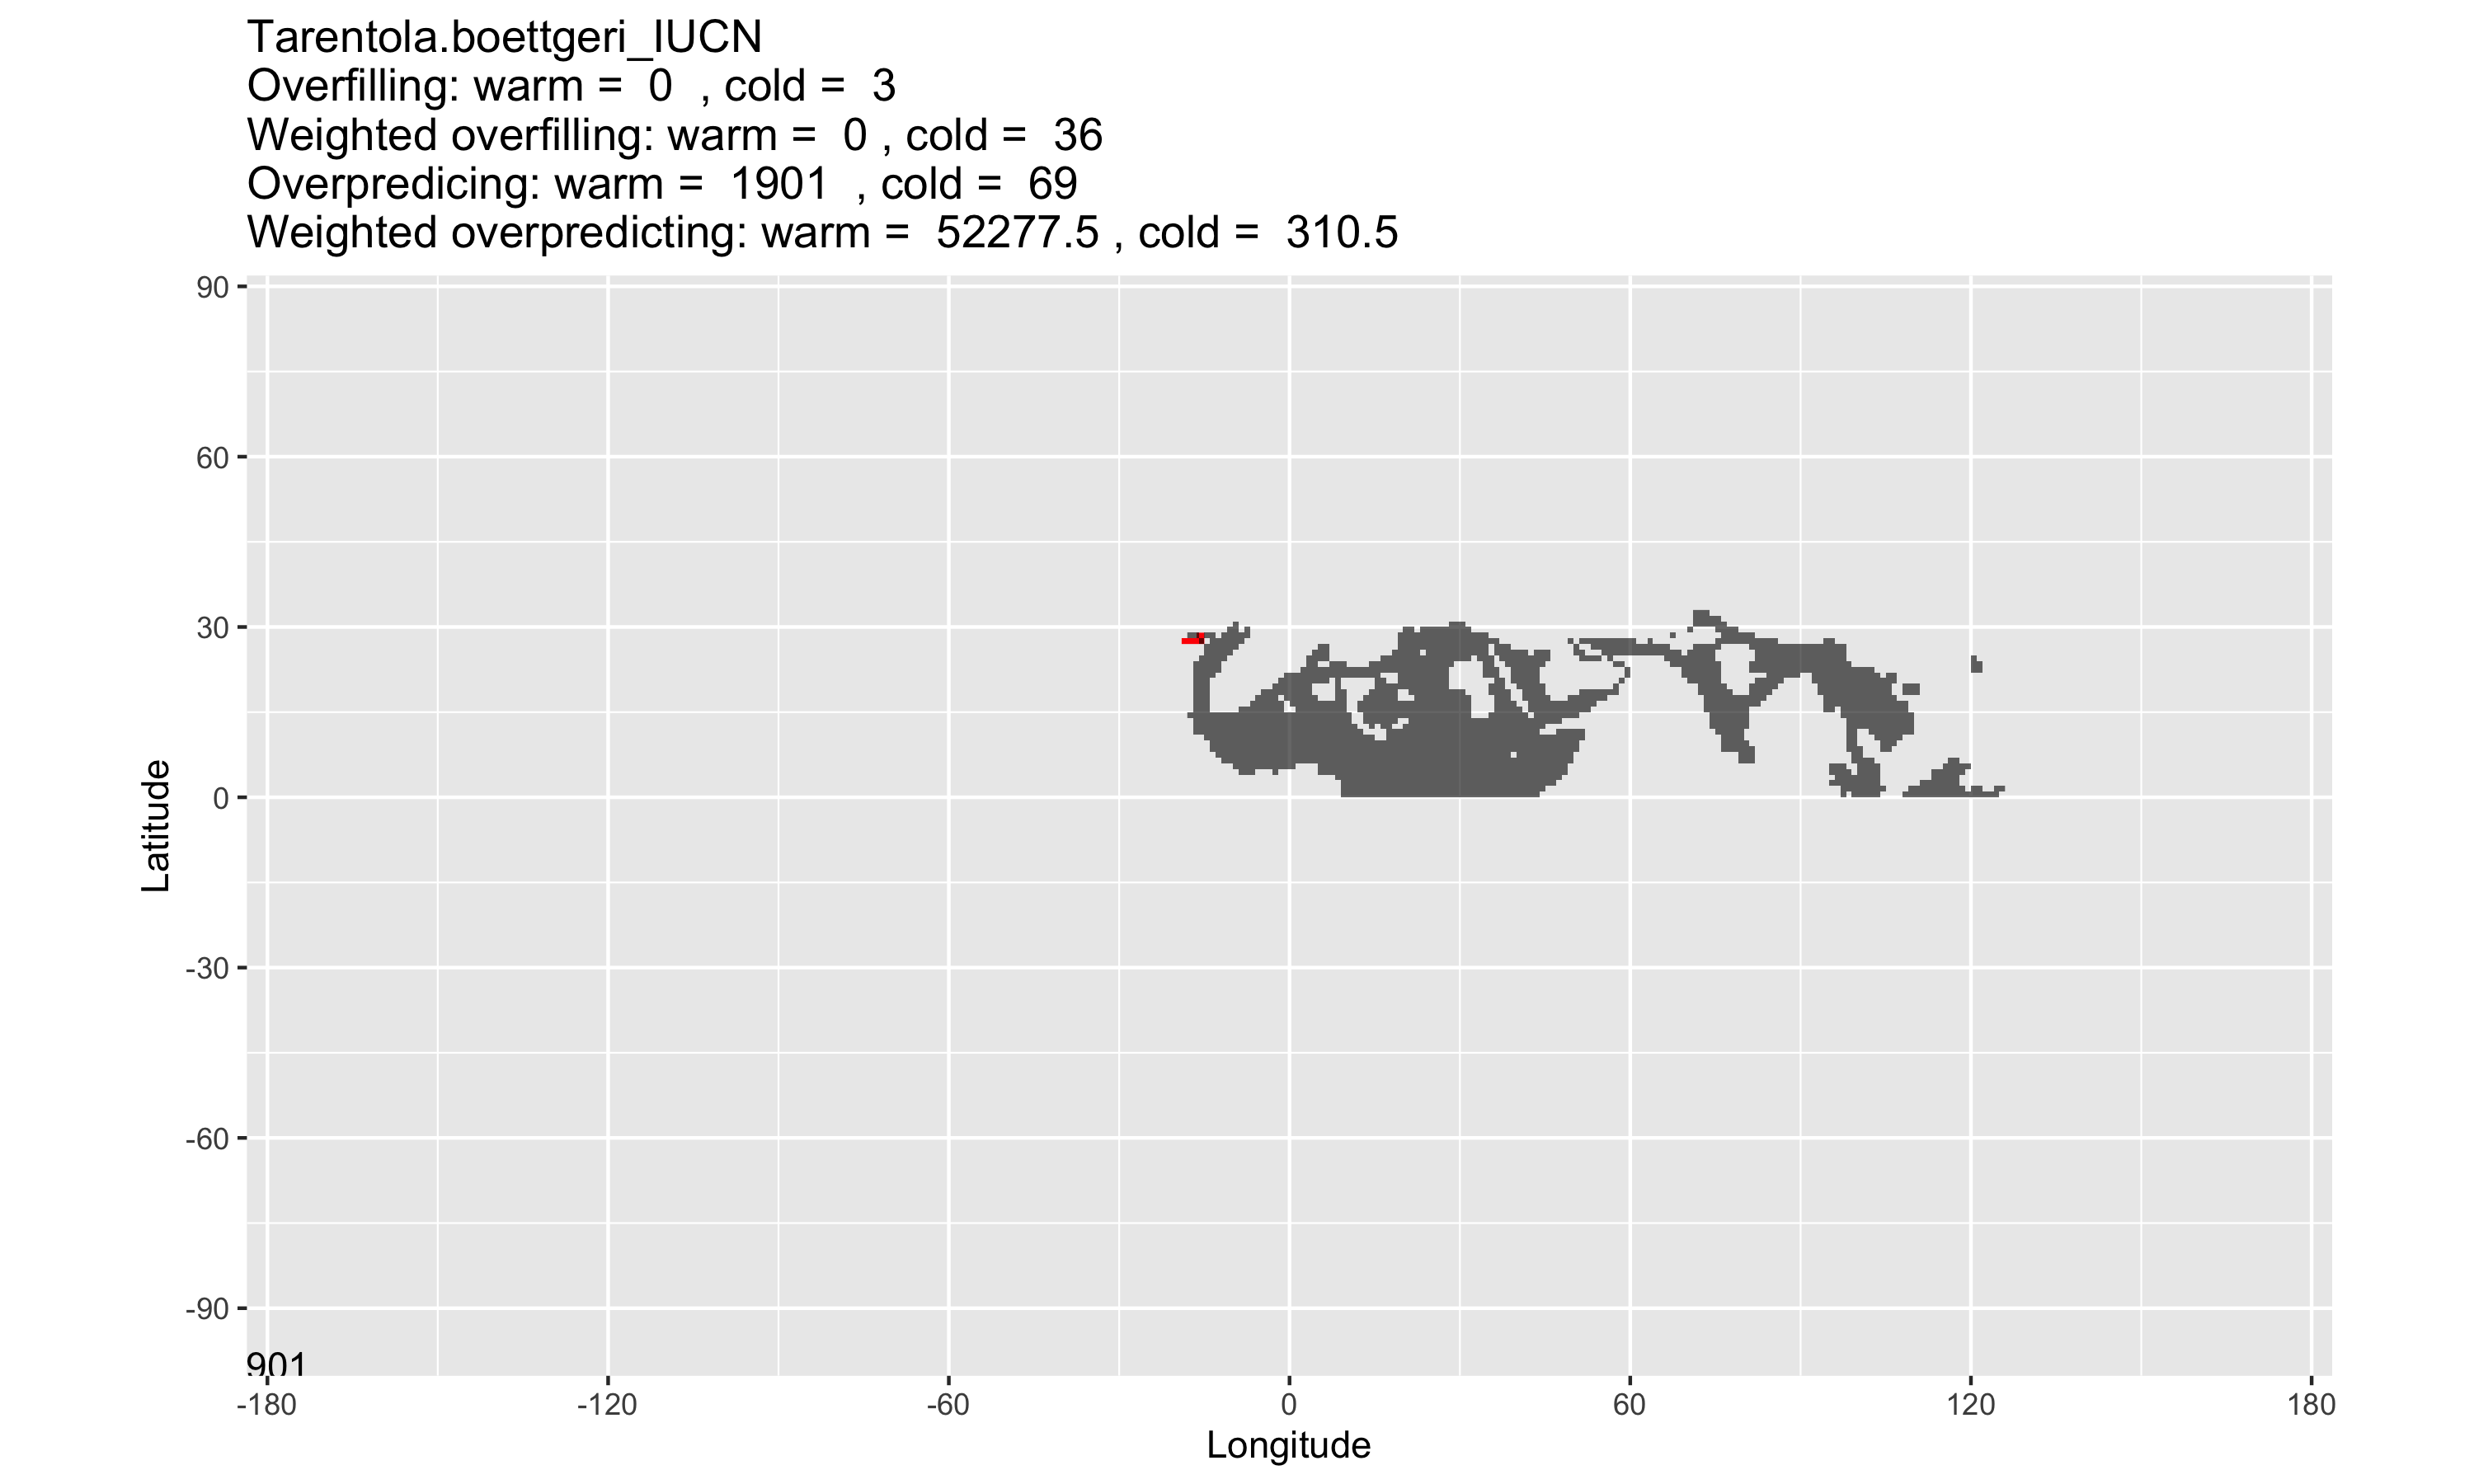 Tarentola.boettgeri_IUCN
Overfilling: warm = 0 , cold = 3
Weighted overfilling: warm = 0 , cold = 36
Overpredicing: warm = 1901 , cold = 69
Weighted overpredicting: warm = 52277.5 , cold = 310.5
90
60
30
0
-30
-60
-90
Latitude
901
-180
-120
-60
0
60
120
180
Longitude